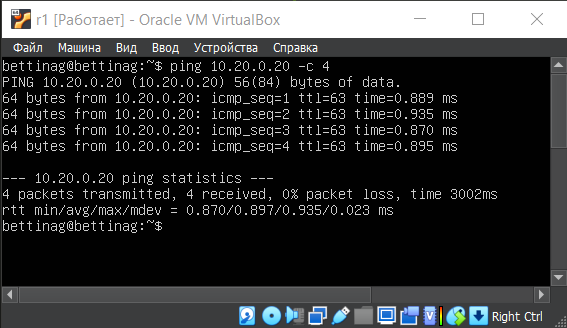 r1 [Работает] - Oracle VM VirtualBox
Файл Машина Вид Ввод Устройства Справка
bettinag@bettinag:~$ ping 10.20.0.20 -c 4
PING 10.20.0.20 (10.20.0.20) 56(84) bytes of data.
64 bytes from 10.20.0.20: icmp_seq=1 ttl=63 time=0.889 ms
64 bytes from 10.20.0.20: icmp_seq=2 ttl=63 time=0.935 ms
64 bytes from 10.20.0.20: icmp_seq=3 ttl=63 time=0.870 ms
64 bytes from 10.20.0.20: icmp_seq=4 ttl=63 time=0.895 ms
--- 10.20.0.20 ping statistics ---
4 packets transmitted, 4 received, 0% packet loss, time 3002ms
rtt min/avg/max/mdev = 0.870/0.897/0.935/0.023 ms
bettinag@bettinag:~$
Right Ctrl